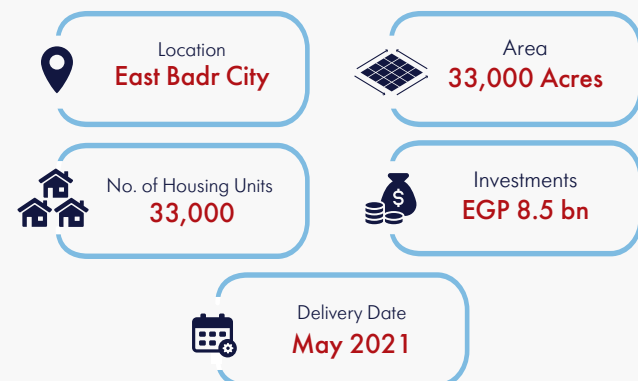 Location
East Badr City
Area
33,000 Acres
No. of Housing Units
33,000
Investments
$
EGP 8.5 bn
Delivery Date
May 2021